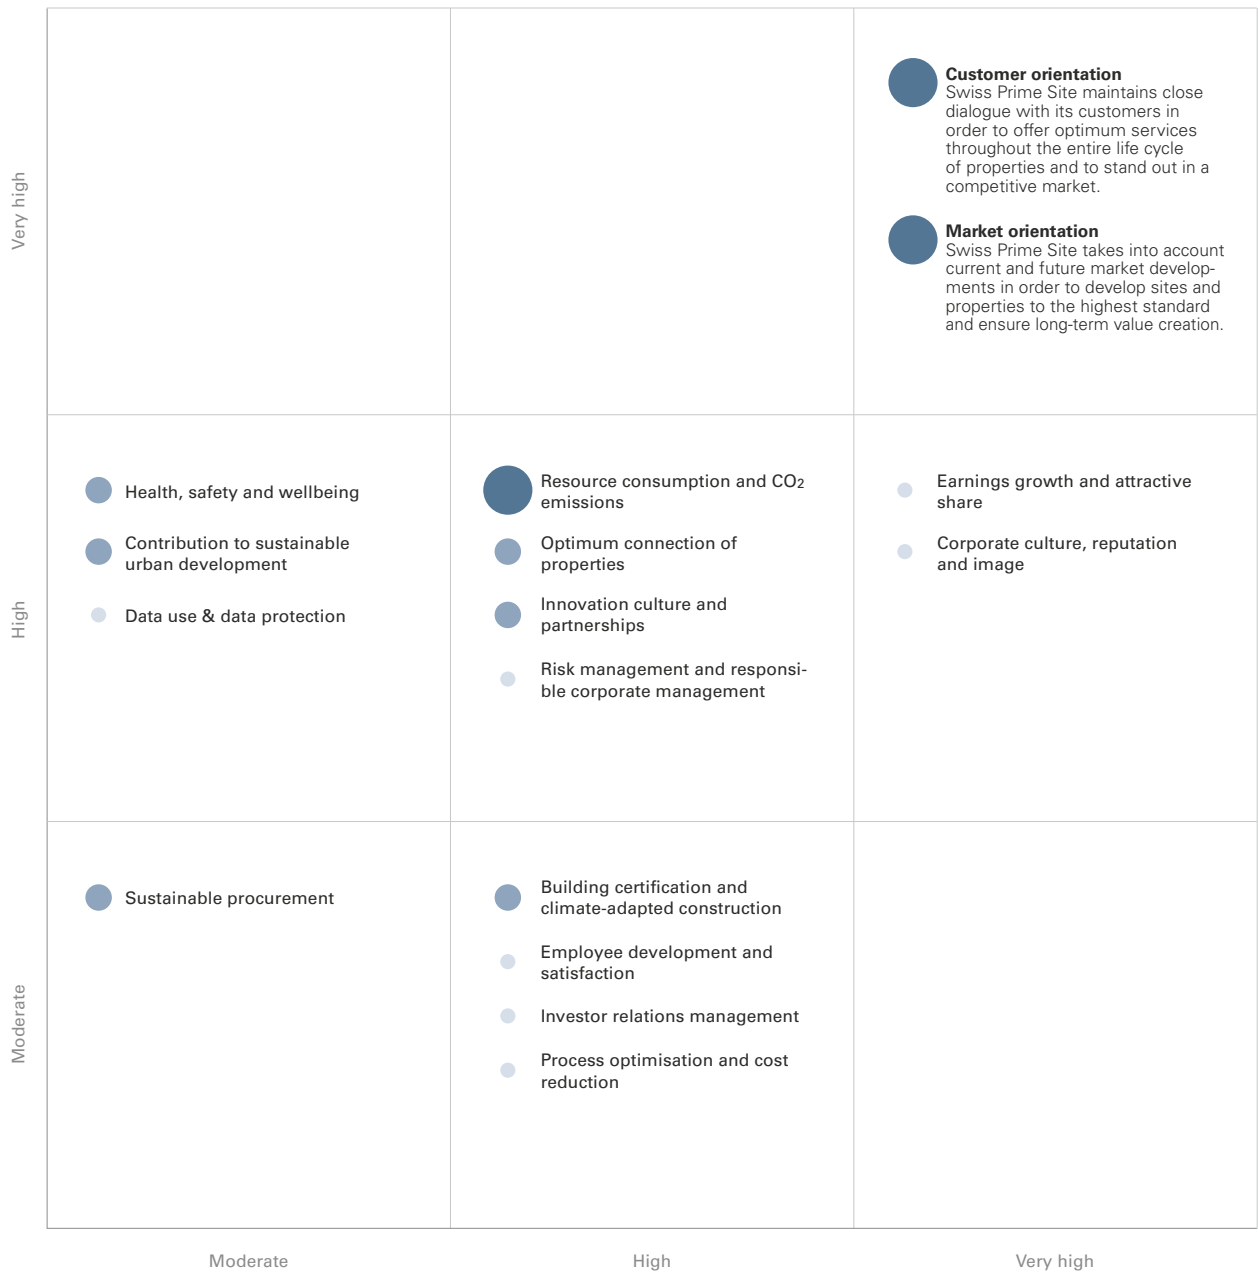 Very high
Customer orientation
Swiss Prime Site maintains close
dialogue with its customers in
order to offer optimum services
throughout the entire life cycle
of properties and to stand out in a
competitive market.
Market orientation
Swiss Prime Site takes into account
current and future market develop-
ments in order to develop sites and
properties to the highest standard
and ensure long-term value creation.
High
Health, safety and wellbeing
Contribution to sustainable
urban development
Data use & data protection
Resource consumption and CO2
emissions
Optimum connection of
properties
Innovation culture and
partnerships
Risk management and responsi-
ble corporate management
Earnings growth and attractive
share
Corporate culture, reputation
and image
Moderate
Sustainable procurement
Building certification and
climate-adapted construction
Employee development and
satisfaction
Investor relations management
Process optimisation and cost
reduction
Moderate
High
Very high